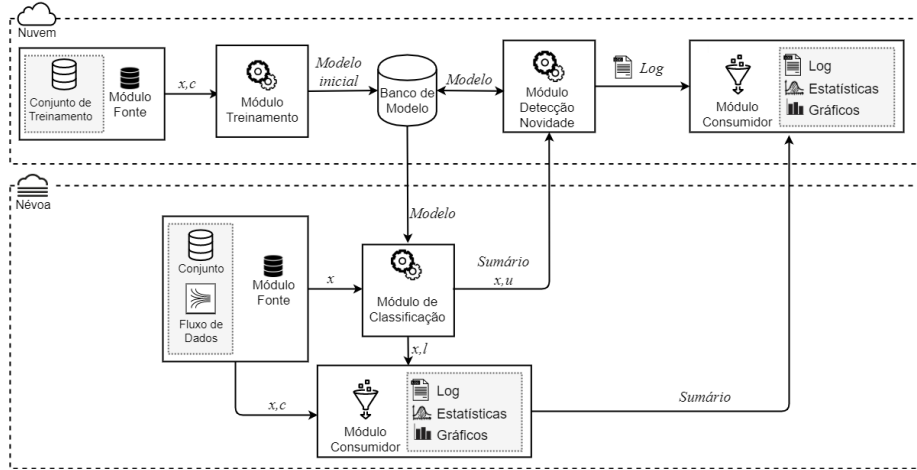 Nuvem
Conjunto de
Treinamento
Módulo
Fonte
x,c
Módulo
Treinamento
Modelo
inicial
Banco de
Modelo
Modelo
Módulo
Detecção
Novidade
Log
Módulo
Consumidor
Log
Estatísticas
Gráficos
Névoa
Modelo
Conjunto
Fluxo de
Dados
Módulo
Fonte
x
Módulo de
Classificação
Sumário
x,u
x,l
x,c
Módulo
Consumidor
Log
Estatísticas
Gráficos
Sumário